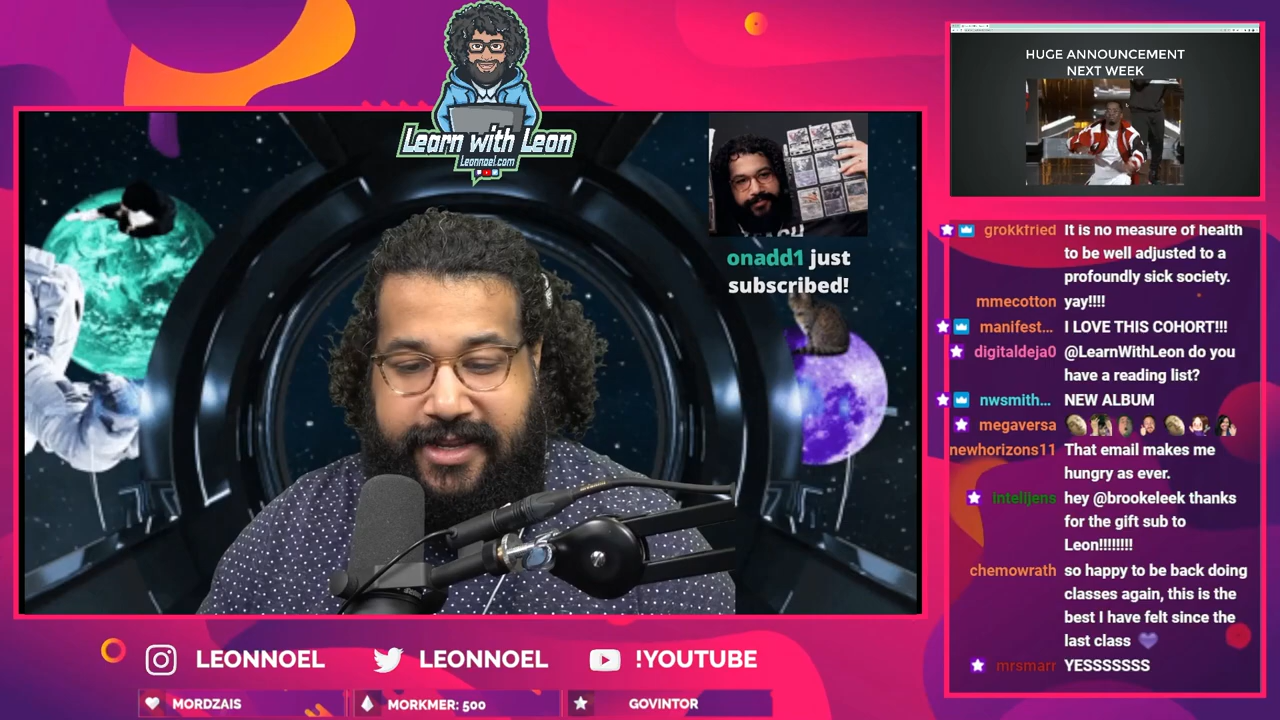 Learn with Leon
Leonnoel.com
onadd1 just
subscribed!
HUGE ANNOUNCEMENT
NEXT WEEK
grokkfried It is no measure of health
to be well adjusted to a
profoundly sick society.
mmecotton yay!!!!
manifest... I LOVE THIS COHORT!!!
digitaldeja0 @LearnWithLeon do you
have a reading list?
nwsmith... NEW ALBUM
megaversa
newhorizons11 That email makes me
hungry as ever.
intelljens hey @brookeleek thanks
for the gift sub to
Leon!!!!!!!!
chemowrath so happy to be back doing
classes again, this is the
best I have felt since the
last class
mrsmarr YESSSSSSS
LEONNOEL LEONNOEL !YOUTUBE
MORDZAIS MORKMER: 500 GOVINTOR